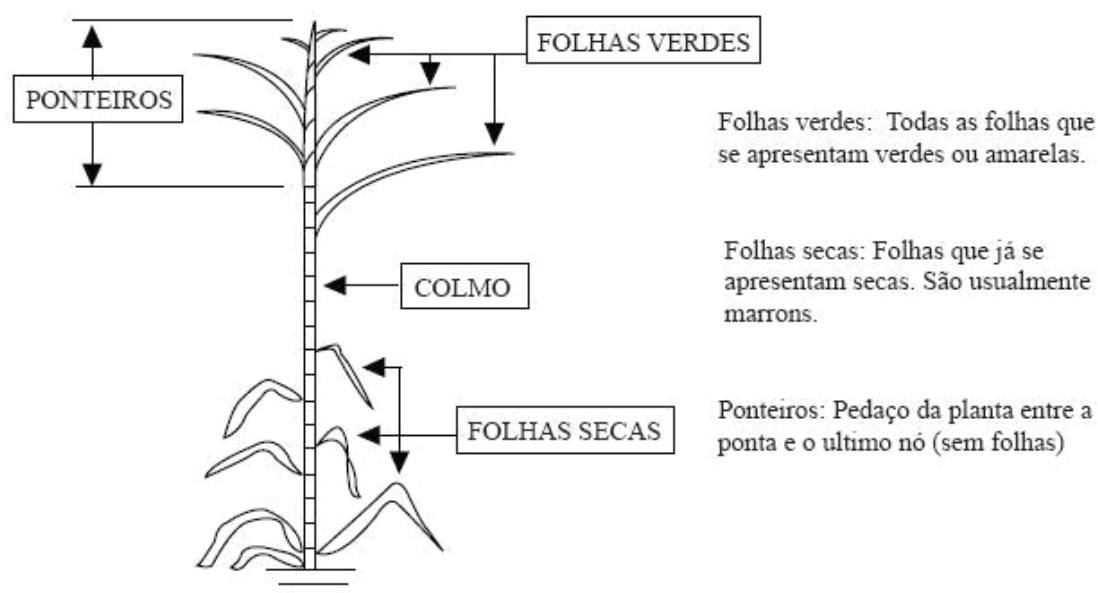 FOLHAS VERDES
PONTEIROS
Folhas verdes: Todas as folhas que
se apresentam verdes ou amarelas.
Folhas secas: Folhas que já se
apresentam secas. São usualmente
marrons.
COLMO
Ponteiros: Pedaço da planta entre a
ponta e o ultimo nó (sem folhas)
FOLHAS SECAS